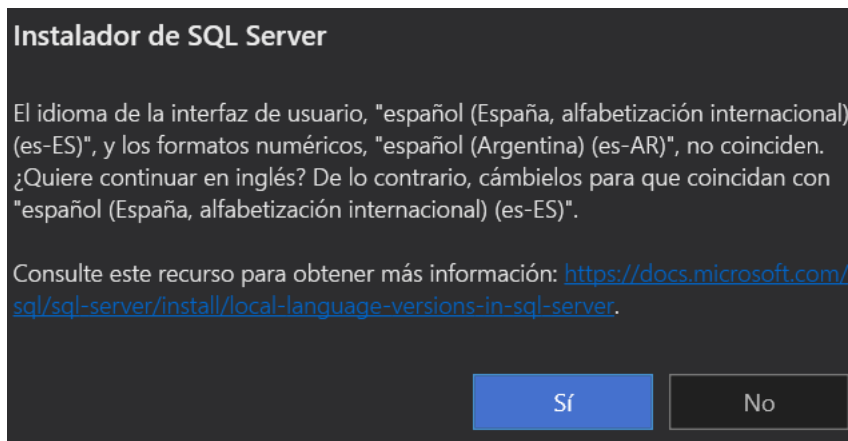 Instalador de SQL Server
El idioma de la interfaz de usuario, "español (España, alfabetización internacional)
(es-ES)", y los formatos numéricos, "español (Argentina) (es-AR)", no coinciden.
¿Quiere continuar en inglés? De lo contrario, cámbielos para que coincidan con
"español (España, alfabetización internacional) (es-ES)".
Consulte este recurso para obtener más información: https://docs.microsoft.com/
sql/sql-server/install/local-language-versions-in-sql-server.
Sí
No